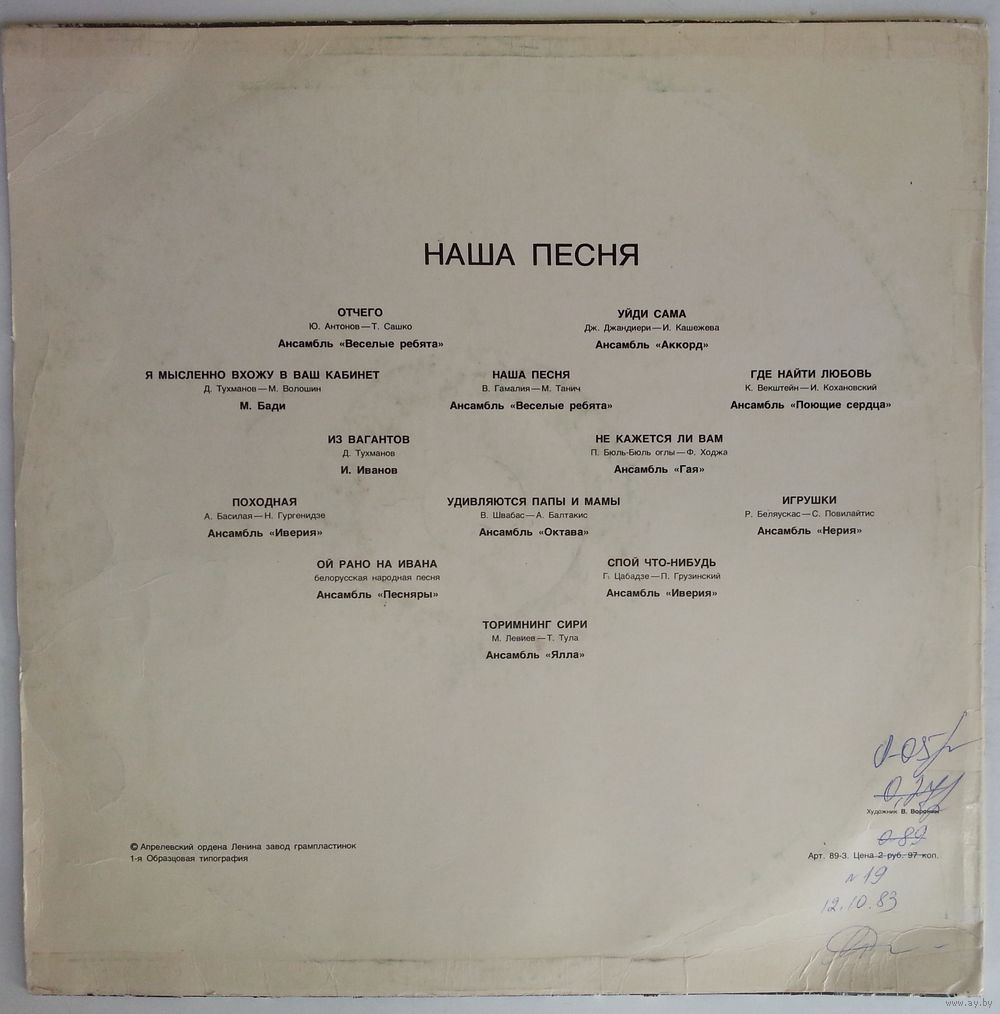 НАША ПЕСНЯ
ОТЧЕГО
Ю. Антонов — Т. Сашко
Ансамбль «Веселые ребята»
УЙДИ САМА
Дж. Джандиери — И. Кашежева
Ансамбль «Аккорд»
Я МЫСЛЕННО ВХОЖУ В ВАШ КАБИНЕТ
Д. Тухманов — М. Волошин
М. Бади
НАША ПЕСНЯ
В. Гамалия — М. Танич
Ансамбль «Веселые ребята»
ГДЕ НАЙТИ ЛЮБОВЬ
К. Векштейн — И. Кохановский
Ансамбль «Поющие сердца»
ИЗ ВАГАНТОВ
Д. Тухманов
И. Иванов
НЕ КАЖЕТСЯ ЛИ ВАМ
П. Бюль-Бюль оглы — Ф. Ходжа
Ансамбль «Гая»
ПОХОДНАЯ
А. Басилая — Н. Гургенидзе
Ансамбль «Иверия»
УДИВЛЯЮТСЯ ПАПЫ И МАМЫ
В. Швабас — А. Балтакис
Ансамбль «Октава»
ИГРУШКИ
Р. Беляускас — С. Повилайтис
Ансамбль «Нерия»
ОЙ РАНО НА ИВАНА
белорусская народная песня
Ансамбль «Песняры»
СПОЙ ЧТО-НИБУДЬ
Г. Цабадзе — П. Грузинский
Ансамбль «Иверия»
ТОРИМНИНГ СИРИ
М. Левиев — Т. Тула
Ансамбль «Ялла»
Художник В.
0-89
© Апрелевский ордена Ленина завод грампластинок
1-я Образцовая типография
Арт. 89-3. Цена 2 руб. 97 коп.
№19
12.10.83
www.ay.by